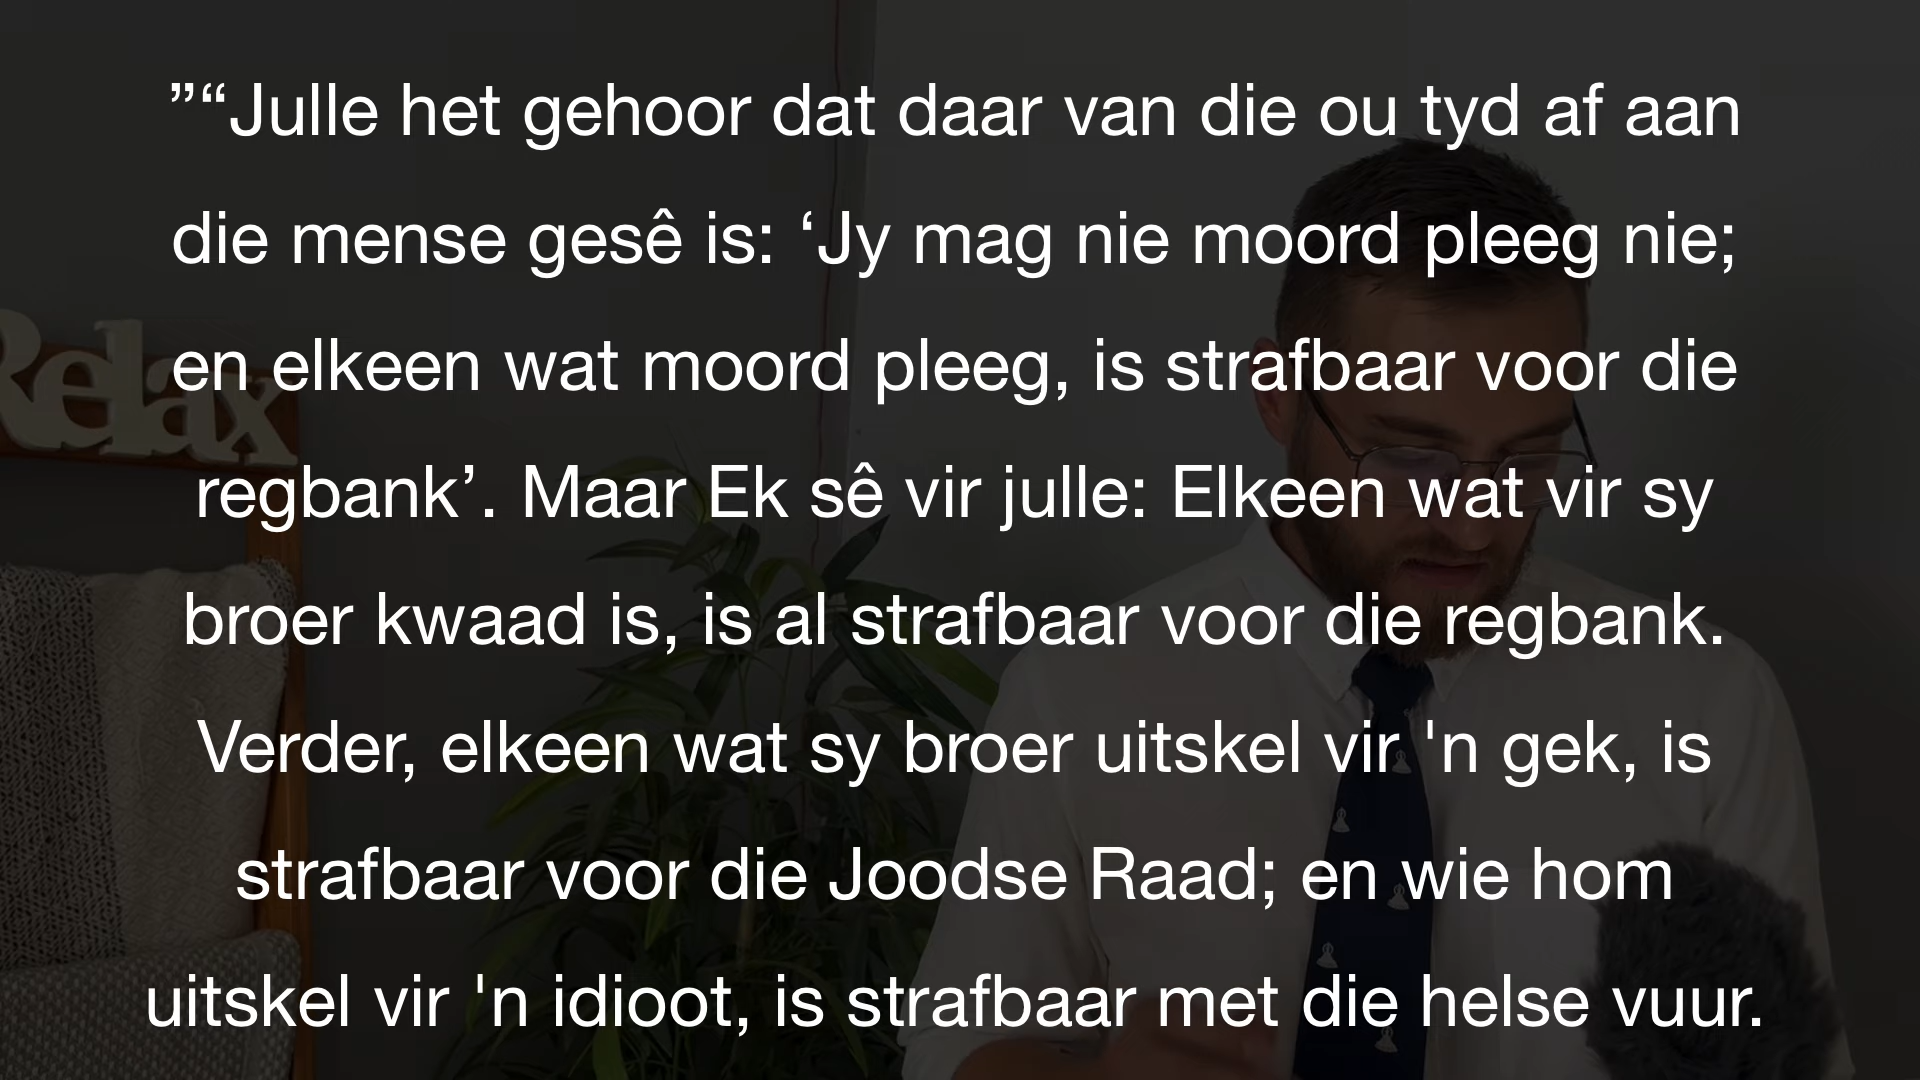 ”“Julle het gehoor dat daar van die ou tyd af aan
die mense gesê is: ‘Jy mag nie moord pleeg nie;
en elkeen wat moord pleeg, is strafbaar voor die
regbank’. Maar Ek sê vir julle: Elkeen wat vir sy
broer kwaad is, is al strafbaar voor die regbank.
Verder, elkeen wat sy broer uitskel vir 'n gek, is
strafbaar voor die Joodse Raad; en wie hom
uitskel vir 'n idioot, is strafbaar met die helse vuur.
Relax